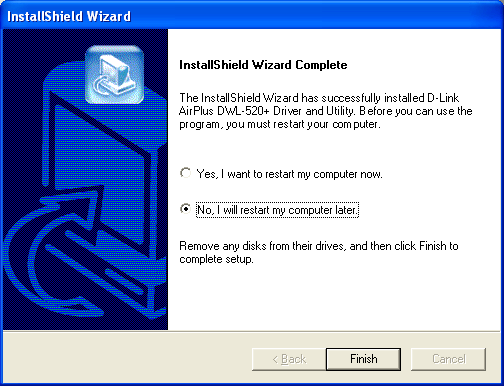 InstallShield Wizard
InstallShield Wizard Complete
The InstallShield Wizard has successfully installed D-Link
AirPlus DWL-520+ Driver and Utility. Before you can use the
program, you must restart your computer.
Yes, I want to restart my computer now.
No, I will restart my computer later.
Remove any disks from their drives, and then click Finish to
complete setup.
< Back
Finish
Cancel